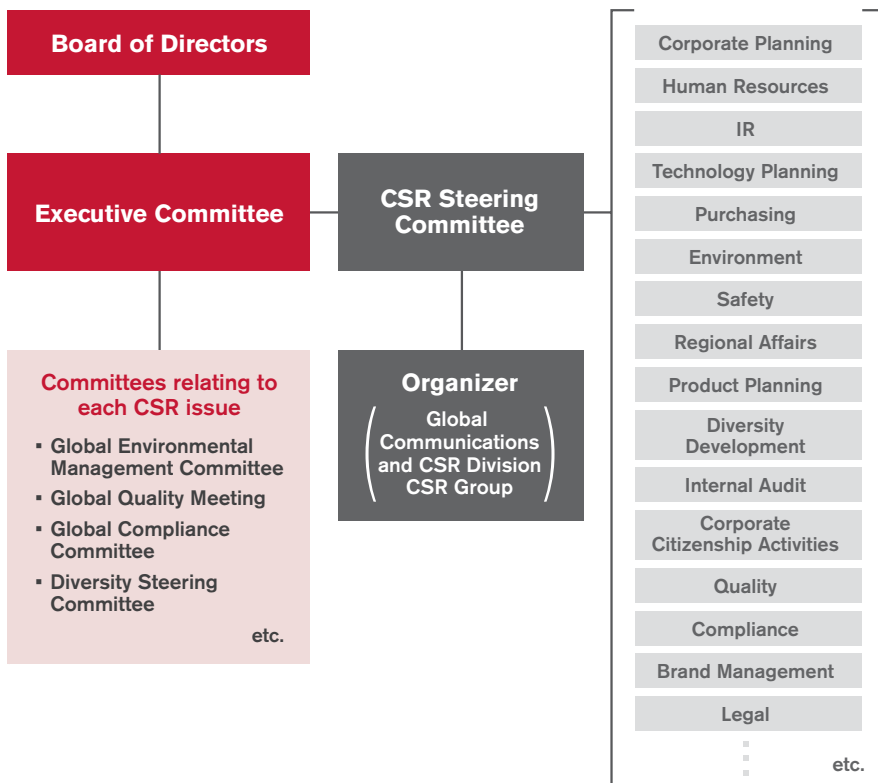 Board of Directors
Executive Committee
CSR Steering
Committee
Committees relating to
each CSR issue
▪ Global Environmental
Management Committee
▪ Global Quality Meeting
▪ Global Compliance
Committee
▪ Diversity Steering
Committee
etc.
Organizer
(Global
Communications
and CSR Division
CSR Group)
Corporate Planning
Human Resources
IR
Technology Planning
Purchasing
Environment
Safety
Regional Affairs
Product Planning
Diversity
Development
Internal Audit
Corporate
Citizenship Activities
Quality
Compliance
Brand Management
Legal
etc.